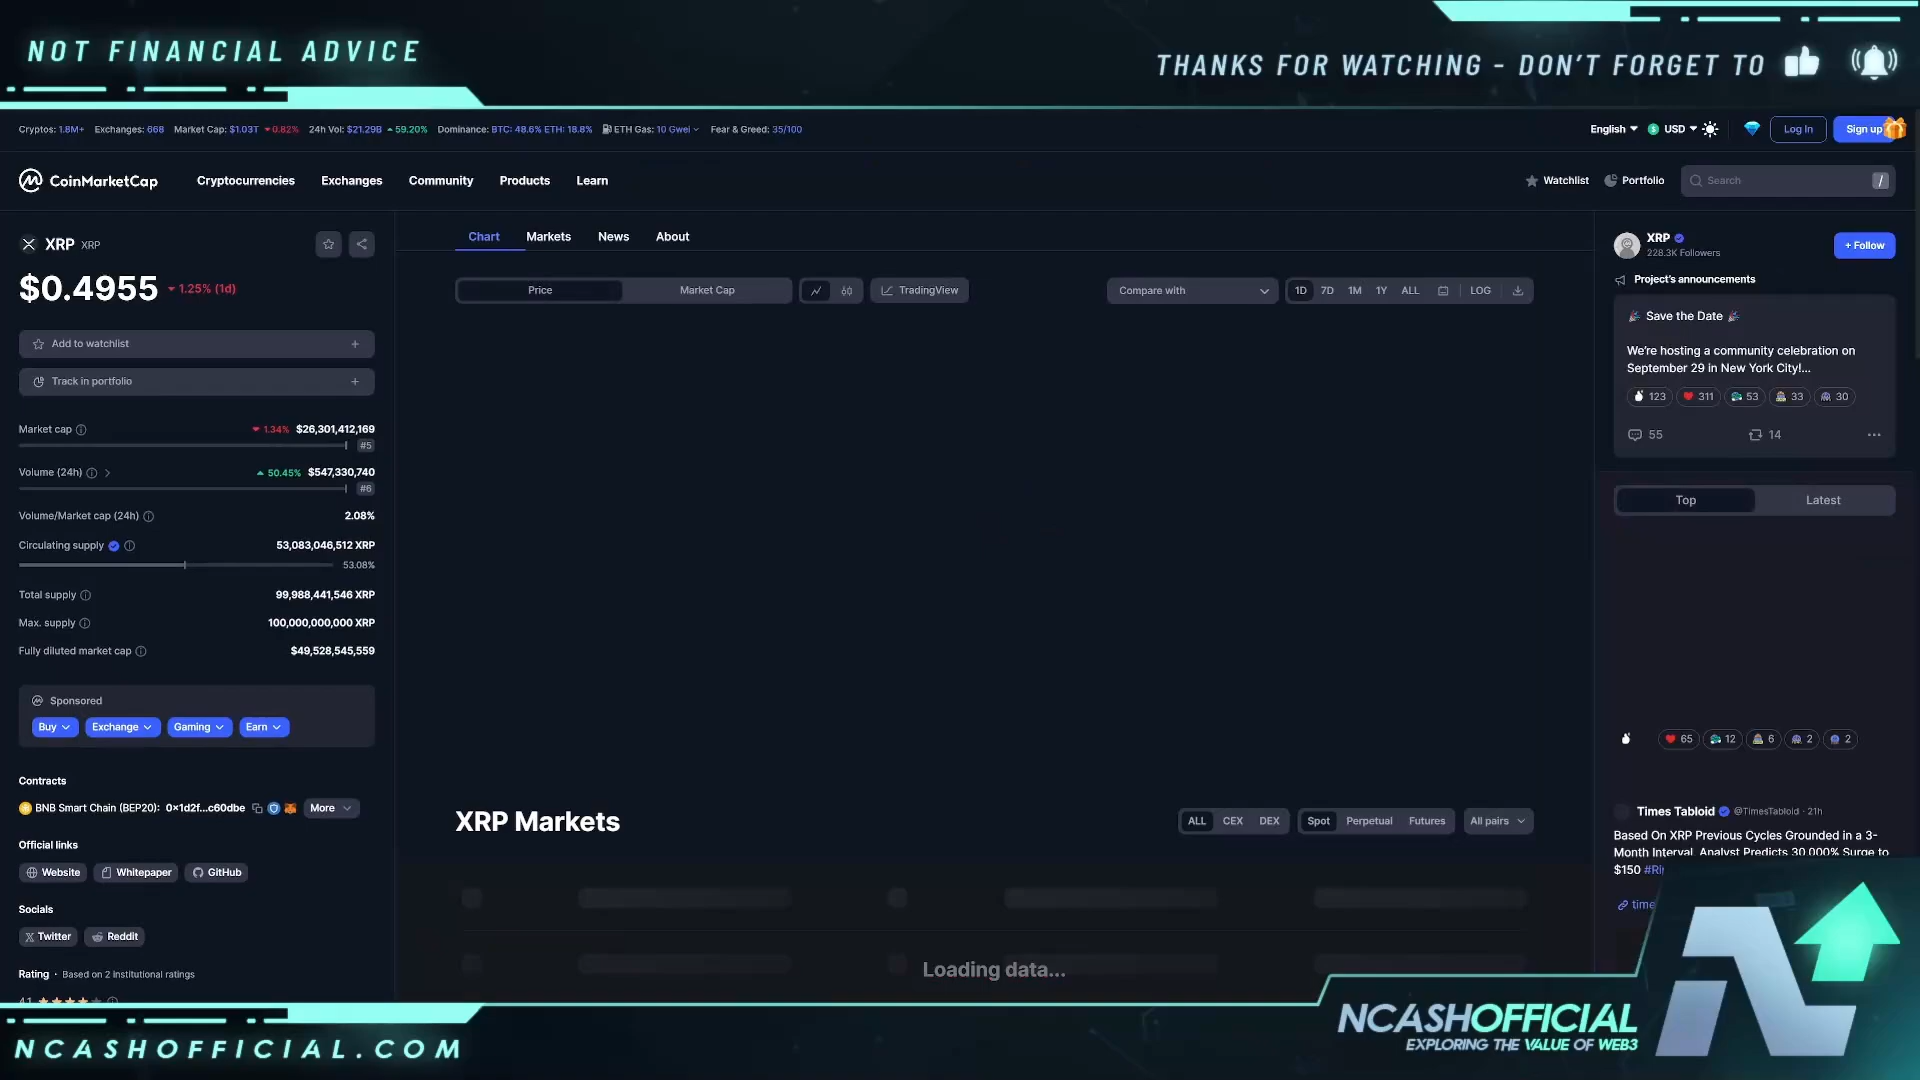 NOT FINANCIAL ADVICE
THANKS FOR WATCHING - DON'T FORGET TO
Cryptos: 1.8M+ Exchanges: 668 Market Cap: $1.03T 0.82% 24h Vol: $21.29B 59.20% Dominance: BTC: 48.6% ETH: 18.8% ETH Gas: 10 Gwei Fear & Greed: 35/100
English USD Log In Sign up
CoinMarketCap Cryptocurrencies Exchanges Community Products Learn
Watchlist Portfolio Search /
XRP XRP
$0.4955 1.25% (1d)
Add to watchlist +
Track in portfolio +
Market cap 1.34% $26,301,412,169
#5
Volume (24h) 50.45% $547,330,740
#6
Volume/Market cap (24h) 2.08%
Circulating supply 53,083,046,512 XRP
53.08%
Total supply 99,988,441,546 XRP
Max. supply 100,000,000,000 XRP
Fully diluted market cap $49,528,545,559
Sponsored
Buy Exchange Gaming Earn
Contracts
BNB Smart Chain (BEP20): 0x1d2f...c60dbe More
Official links
Website Whitepaper GitHub
Socials
Twitter Reddit
Rating · Based on 2 institutional ratings
4.1
Chart Markets News About
Price Market Cap TradingView
Compare with 1D 7D 1M 1Y ALL LOG
XRP Markets
ALL CEX DEX Spot Perpetual Futures All pairs
Loading data...
XRP
228.3K Followers
+ Follow
Project's announcements
Save the Date
We're hosting a community celebration on
September 29 in New York City!...
123 311 53 33 30
55 14
Top Latest
65 12 6 2 2
Times Tabloid @TimesTabloid · 21h
Based On XRP Previous Cycles Grounded in a 3-
Month Interval, Analyst Predicts 30,000% Surge to
$150 #Ri
time
NCASHOFFICIAL
EXPLORING THE VALUE OF WEB3
NCASHOFFICIAL.COM